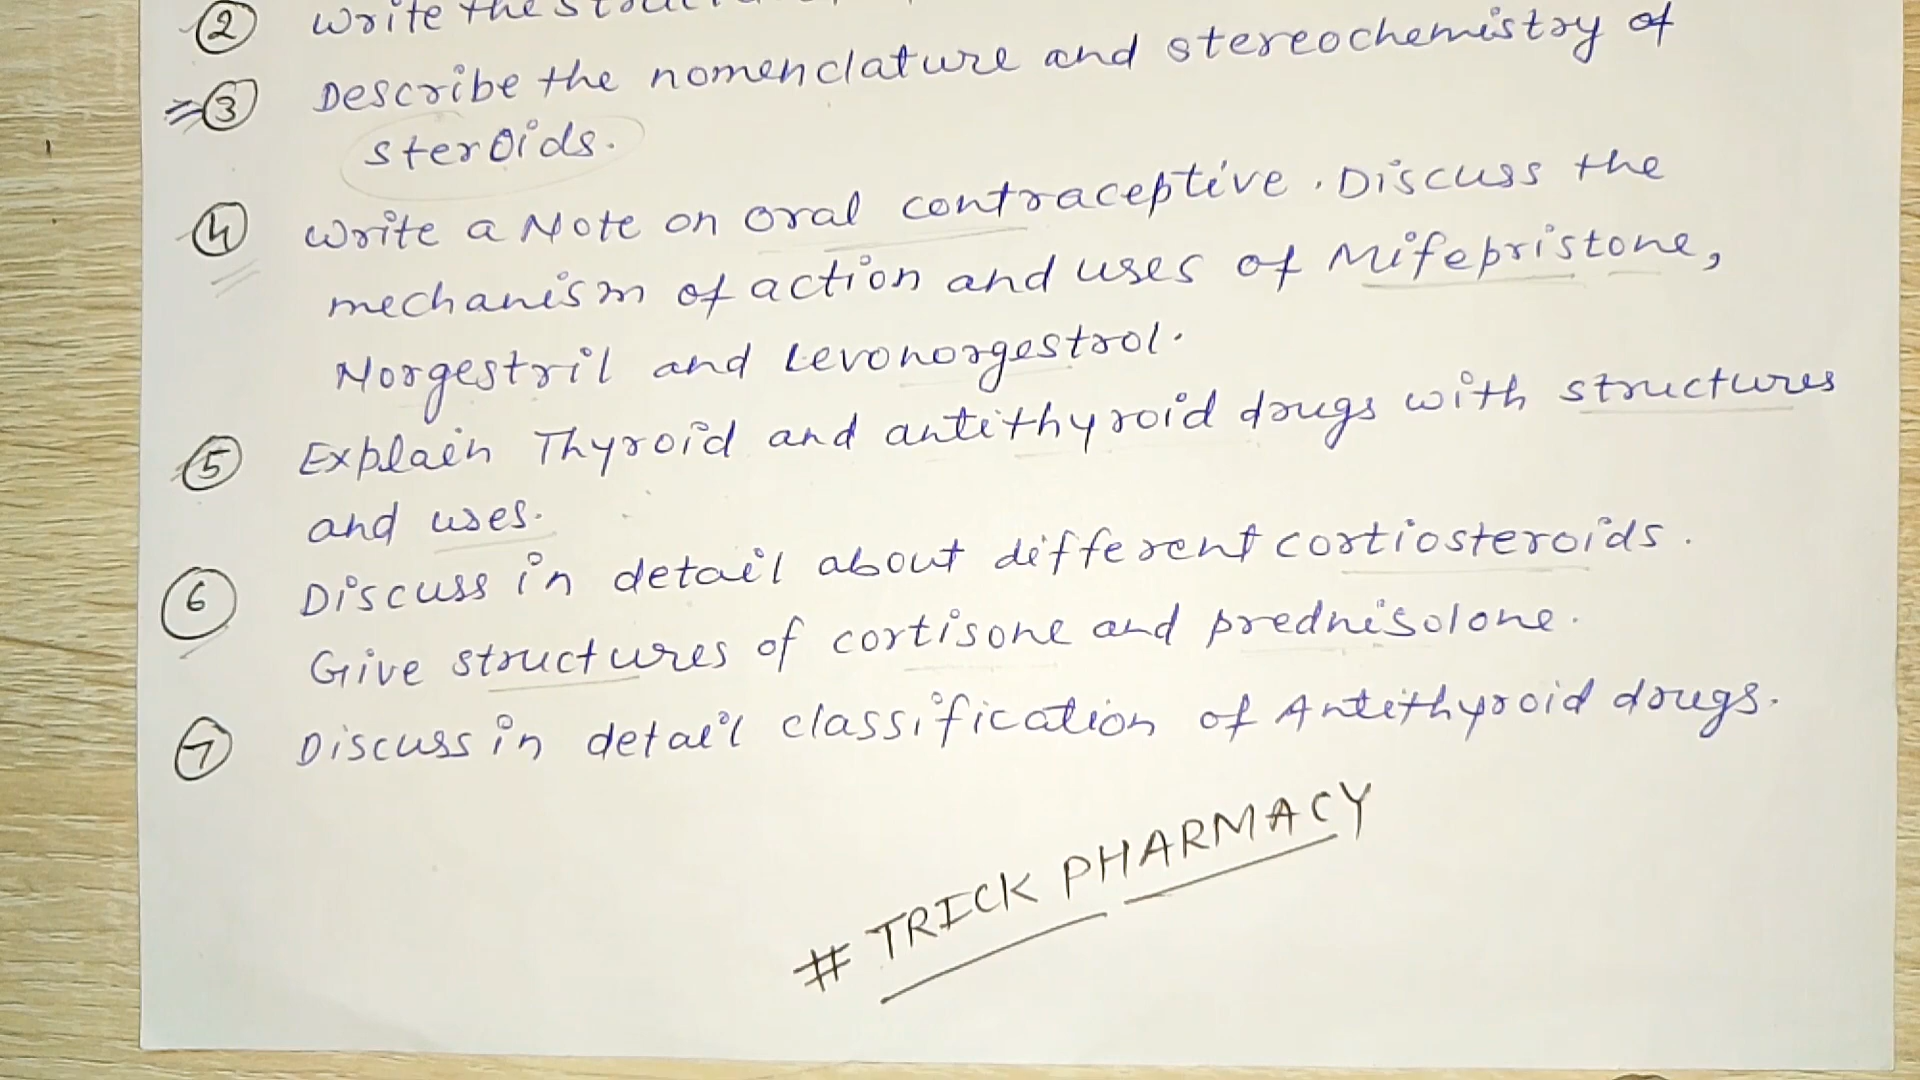 ② Write the
⇒③ Describe the nomenclature and stereochemistry of
steroids.
④ Write a Note on oral contraceptive. Discuss the
mechanism of action and uses of Mifepristone,
Norgestril and Levonorgestrol.
⑤ Explain Thyroid and antithyroid drugs with structures
and uses.
⑥ Discuss in detail about different cortiosteroids.
Give structures of cortisone and prednisolone.
⑦ Discuss in detail classification of Antithyroid drugs.
# TRICK PHARMACY